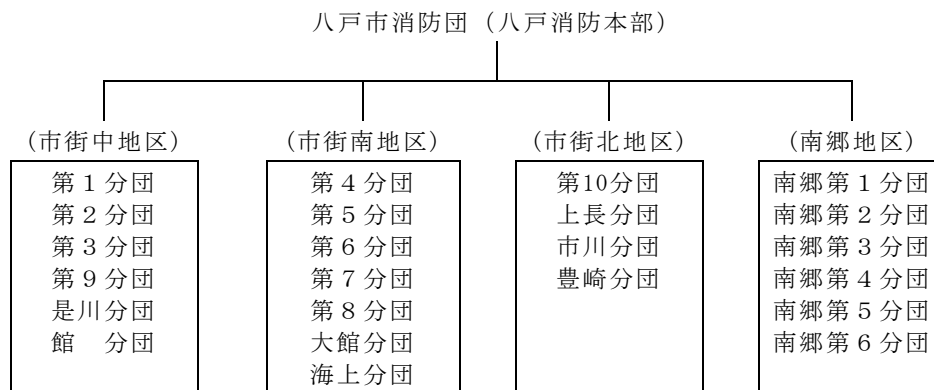 八戸市消防団（八戸消防本部）
（市街中地区）
第１分団
第２分団
第３分団
第９分団
是川分団
館　分団
（市街南地区）
第４分団
第５分団
第６分団
第７分団
第８分団
大館分団
海上分団
（市街北地区）
第10分団
上長分団
市川分団
豊崎分団
（南郷地区）
南郷第１分団
南郷第２分団
南郷第３分団
南郷第４分団
南郷第５分団
南郷第６分団